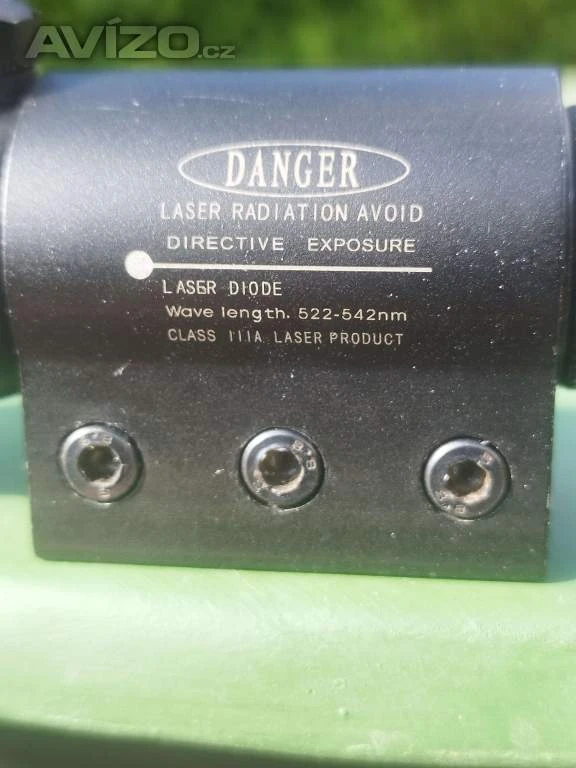 AVÍZO.cz
DANGER
LASER RADIATION AVOID
DIRECTIVE EXPOSURE
LASER DIODE
Wave length. 522-542nm
CLASS IIIA LASER PRODUCT